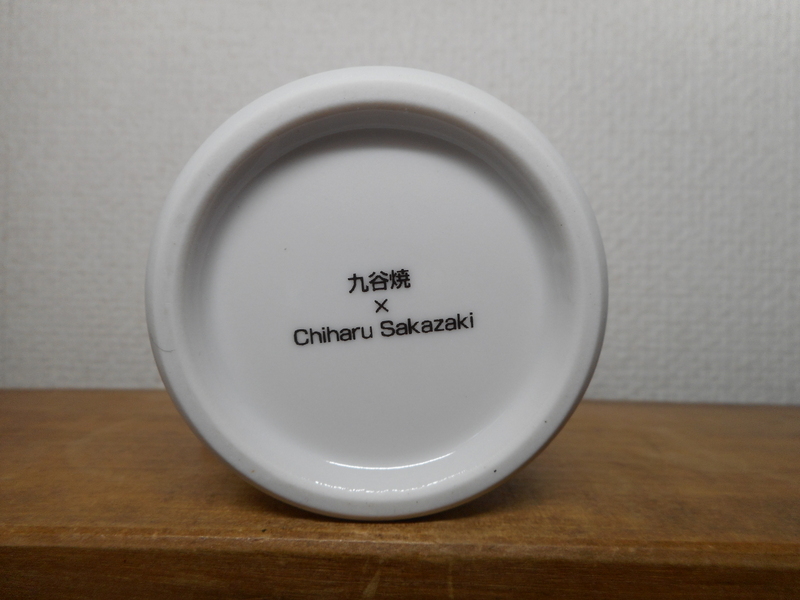 九谷焼
×
Chiharu Sakazaki